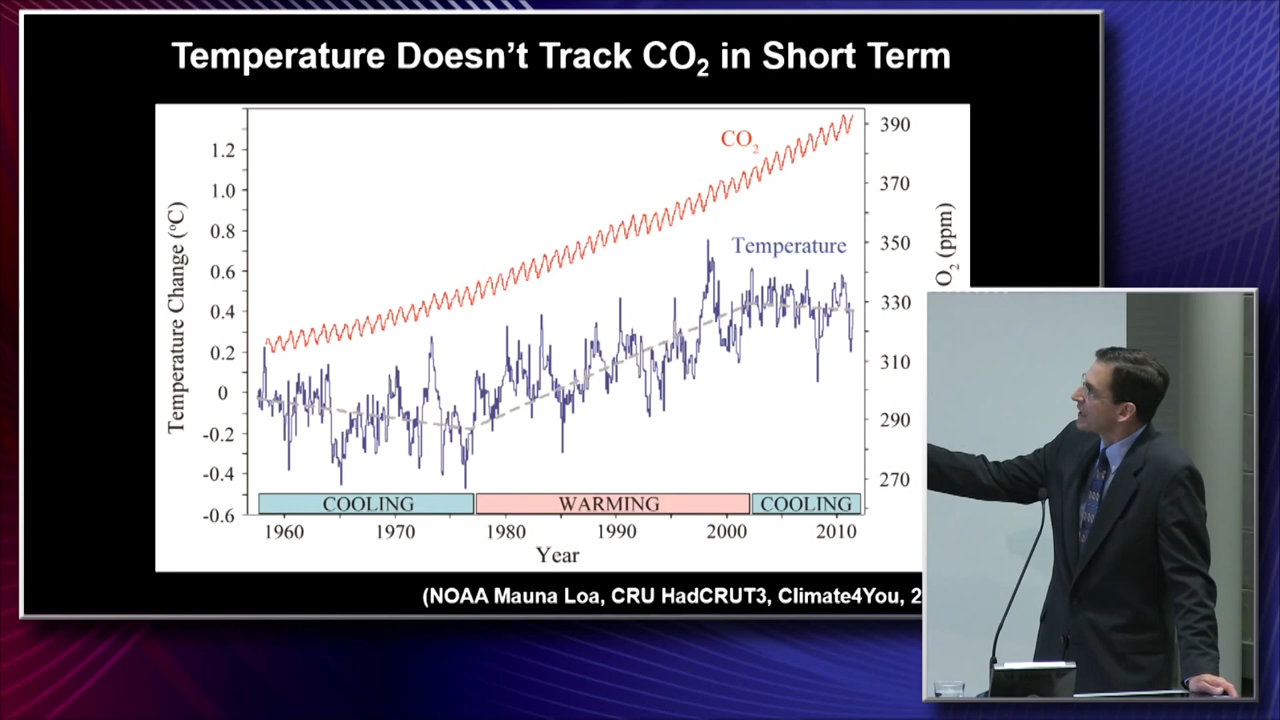 Temperature Doesn't Track CO₂ in Short Term
CO₂
Temperature
Temperature Change (°C)
1.2
1.0
0.8
0.6
0.4
0.2
0
-0.2
-0.4
-0.6
390
370
350
330
310
290
270
O₂ (ppm)
COOLING WARMING COOLING
1960 1970 1980 1990 2000 2010
Year
(NOAA Mauna Loa, CRU HadCRUT3, Climate4You, 2